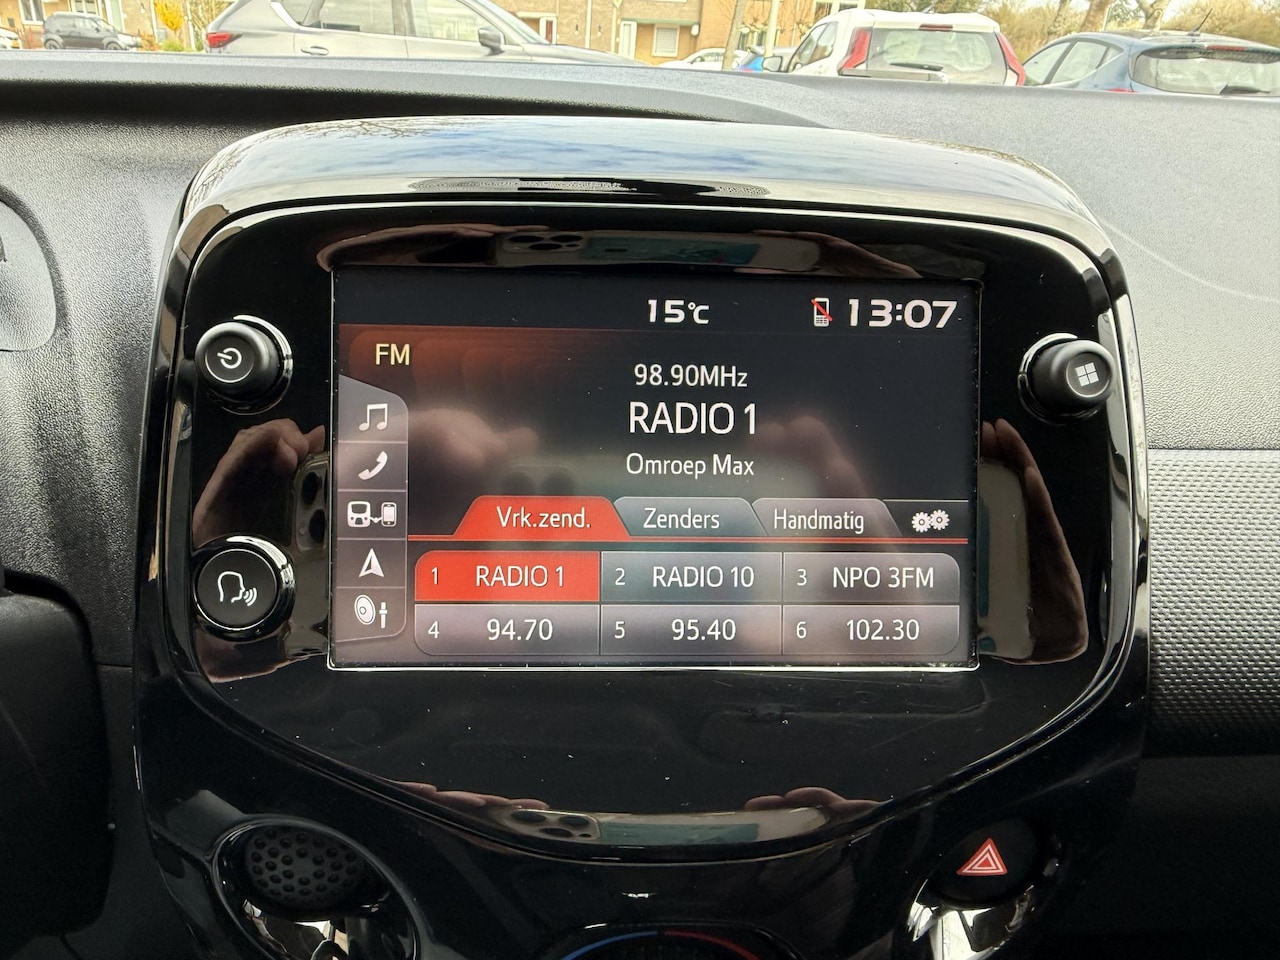 15°C 13:07
FM
98.90MHz
RADIO 1
Omroep Max
Vrk.zend. Zenders Handmatig
1 RADIO 1 2 RADIO 10 3 NPO 3FM
4 94.70 5 95.40 6 102.30